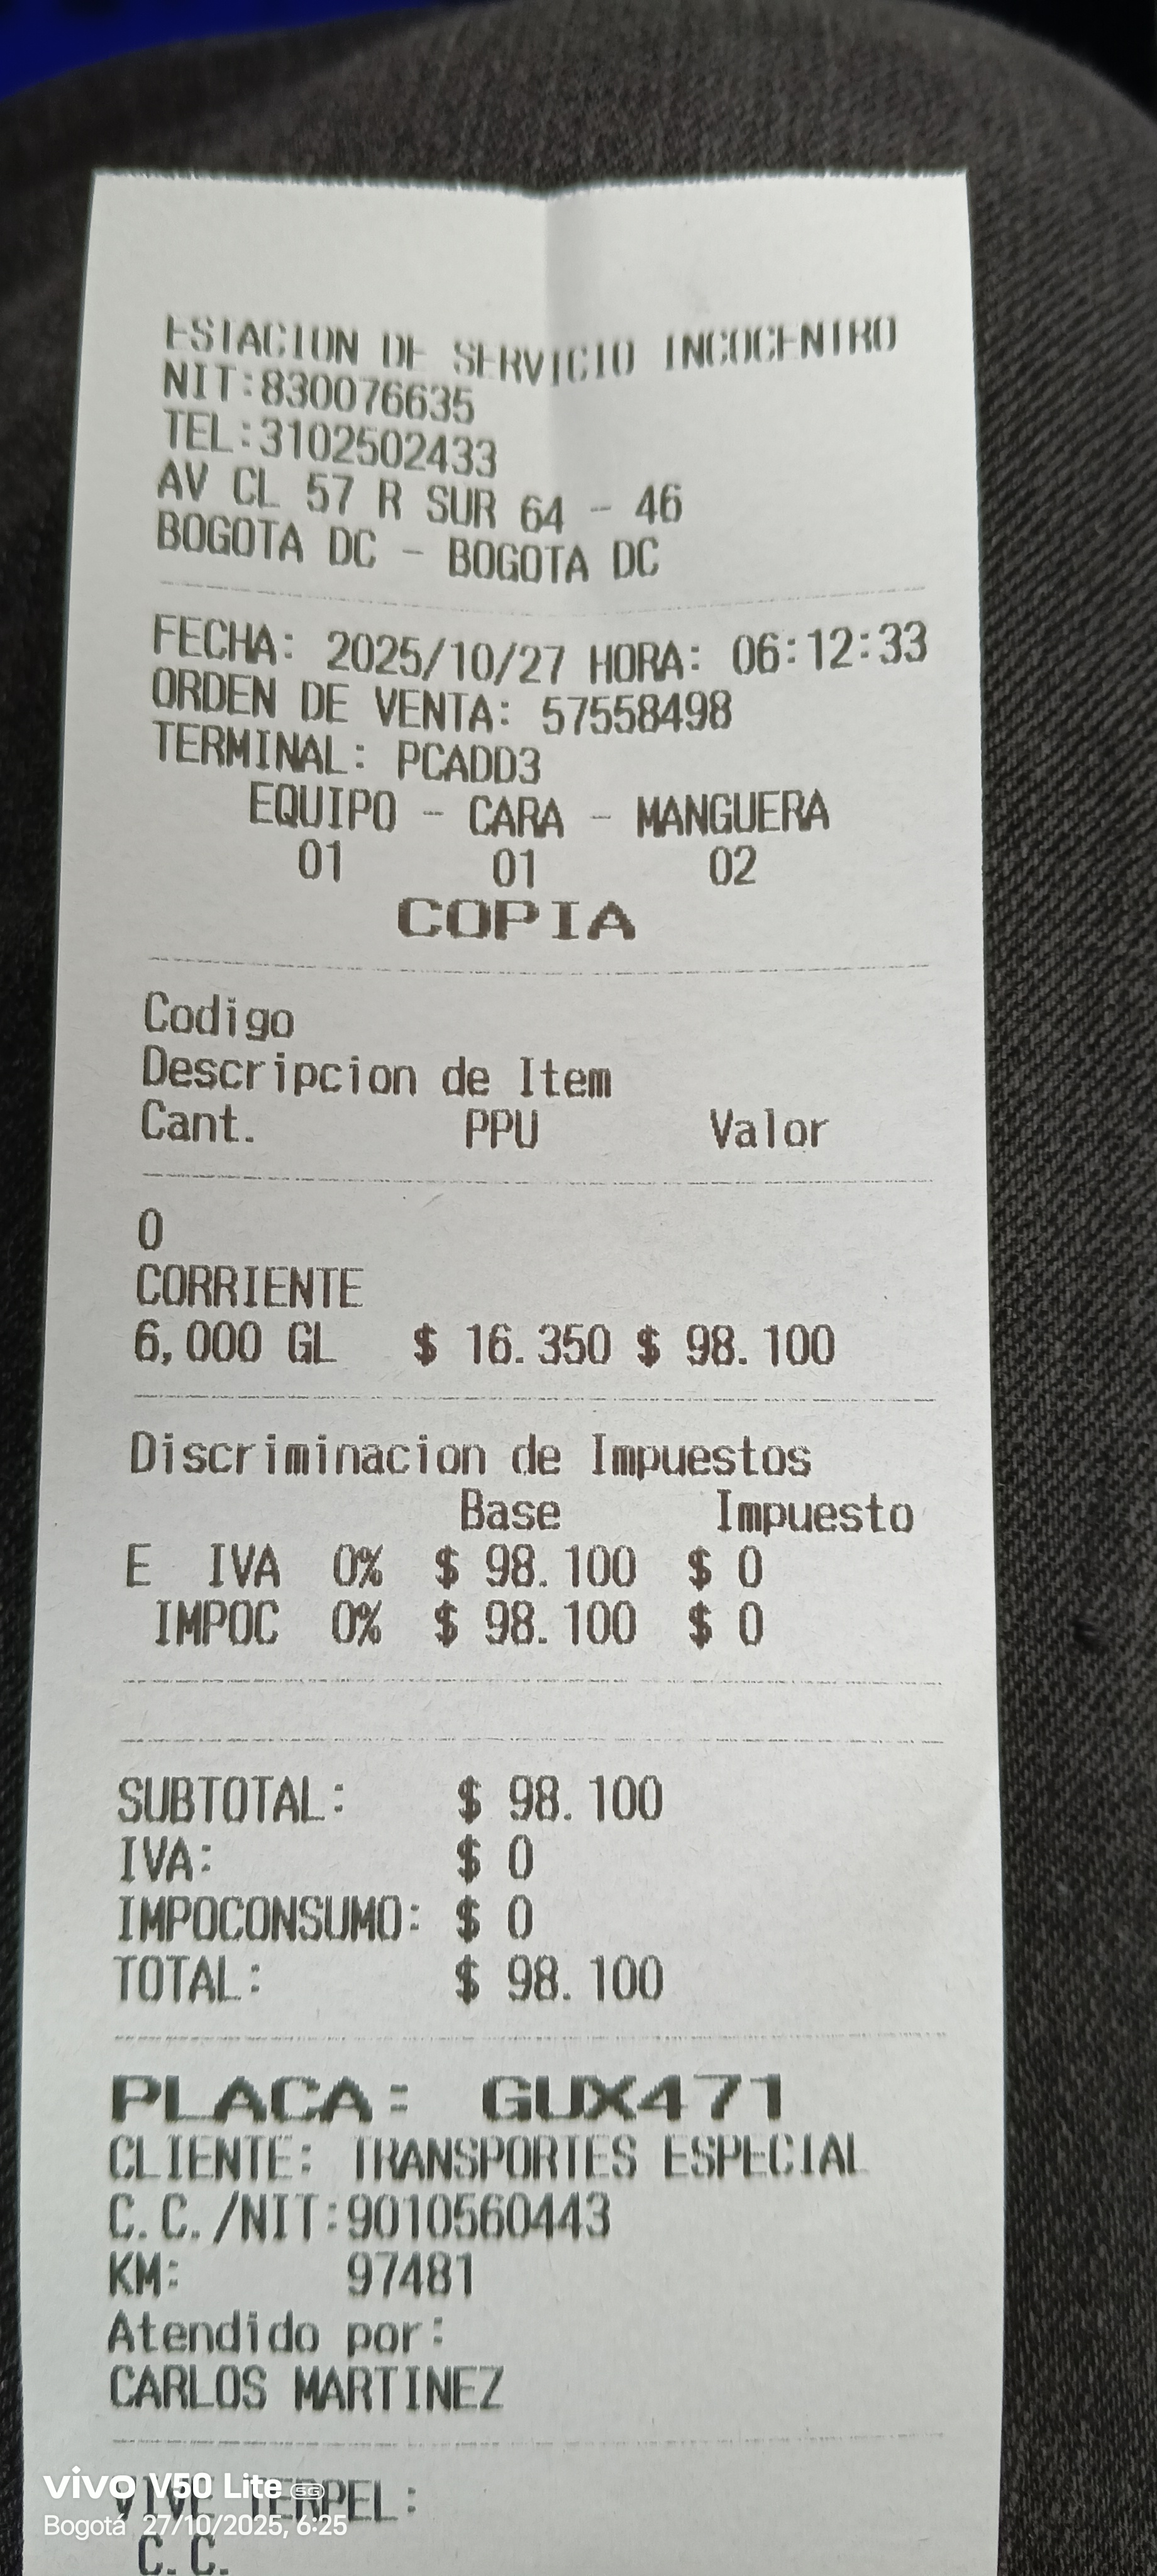 ESTACION DE SERVICIO INCOCENTRO
NIT:830076635
TEL:3102502433
AV CL 57 R SUR 64 - 46
BOGOTA DC - BOGOTA DC
FECHA: 2025/10/27 HORA: 06:12:33
ORDEN DE VENTA: 57558498
TERMINAL: PCADD3
EQUIPO - CARA - MANGUERA
01 01 02
COPIA
Codigo
Descripcion de Item
Cant. PPU Valor
0
CORRIENTE
6,000 GL $ 16.350 $ 98.100
Discriminacion de Impuestos
Base Impuesto
E IVA 0% $ 98.100 $ 0
IMPOC 0% $ 98.100 $ 0
SUBTOTAL: $ 98.100
IVA: $ 0
IMPOCONSUMO: $ 0
TOTAL: $ 98.100
PLACA: GUX471
CLIENTE: TRANSPORTES ESPECIAL
C.C./NIT:9010560443
KM: 97481
Atendido por:
CARLOS MARTINEZ
VIVE TERPEL:
C.C.
vivo V50 Lite 5G
Bogotá 27/10/2025, 6:25